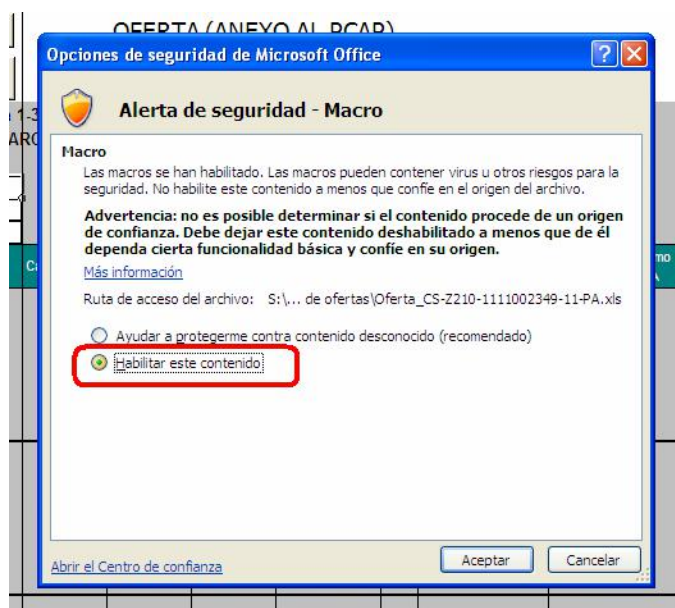 OFERTA (ANEXO AL PCAP)
Opciones de seguridad de Microsoft Office
Alerta de seguridad - Macro
1-3
ARC
Macro
Las macros se han habilitado. Las macros pueden contener virus u otros riesgos para la
seguridad. No habilite este contenido a menos que confíe en el origen del archivo.
Advertencia: no es posible determinar si el contenido procede de un origen
de confianza. Debe dejar este contenido deshabilitado a menos que de él
dependa cierta funcionalidad básica y confíe en su origen.
Más información
Ruta de acceso del archivo: S:\... de ofertas\Oferta_CS-Z210-1111002349-11-PA.xls
Ayudar a protegerme contra contenido desconocido (recomendado)
Habilitar este contenido
Abrir el Centro de confianza
Aceptar
Cancelar